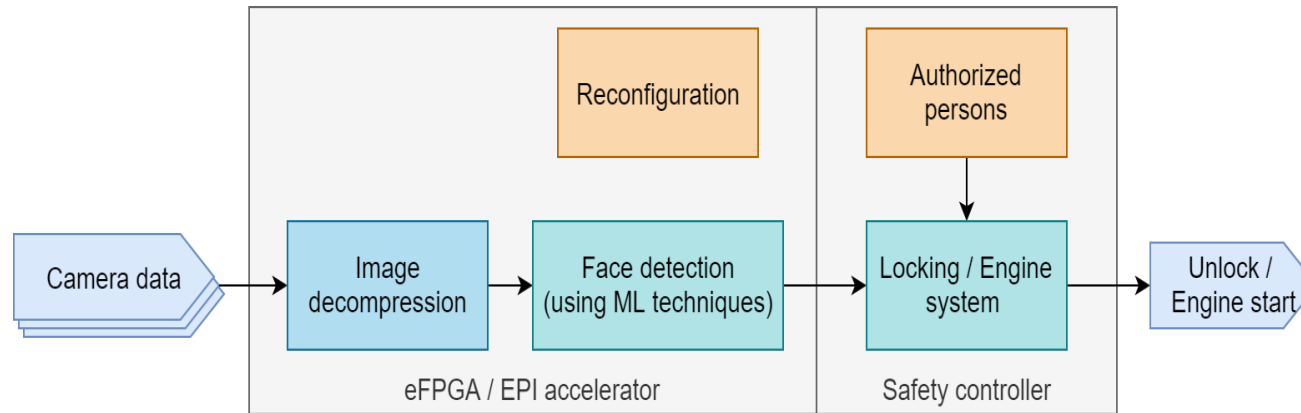 Reconfiguration
Authorized
persons
Camera data
Image
decompression
Face detection
(using ML techniques)
Locking / Engine
system
Unlock /
Engine start
eFPGA / EPI accelerator
Safety controller